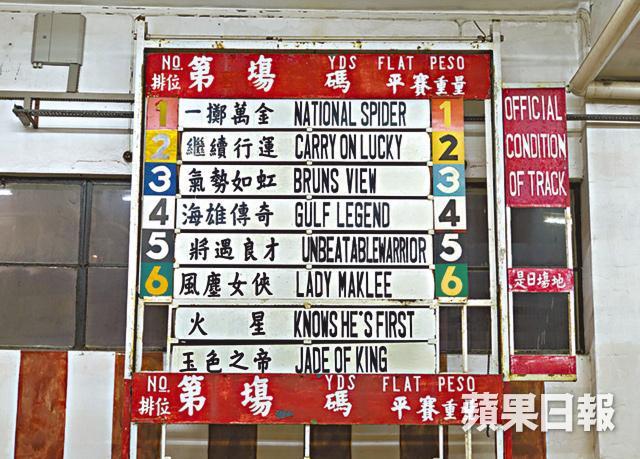 NO. 第 YDS FLAT PESO
排位 場 碼 平賽重量
1 一擲萬金 NATIONAL SPIDER 1
2 繼續行運 CARRY ON LUCKY 2
3 氣勢如虹 BRUNS VIEW 3
4 海雄傳奇 GULF LEGEND 4
5 將遇良才 UNBEATABLEWARRIOR 5
6 風塵女俠 LADY MAKLEE 6
火星 KNOWS HE'S FIRST
玉色之帝 JADE OF KING
NO. 第 YDS FLAT PESO
排位 場 碼 平賽重量
OFFICIAL
CONDITION
OF TRACK
是日場地
蘋果日報